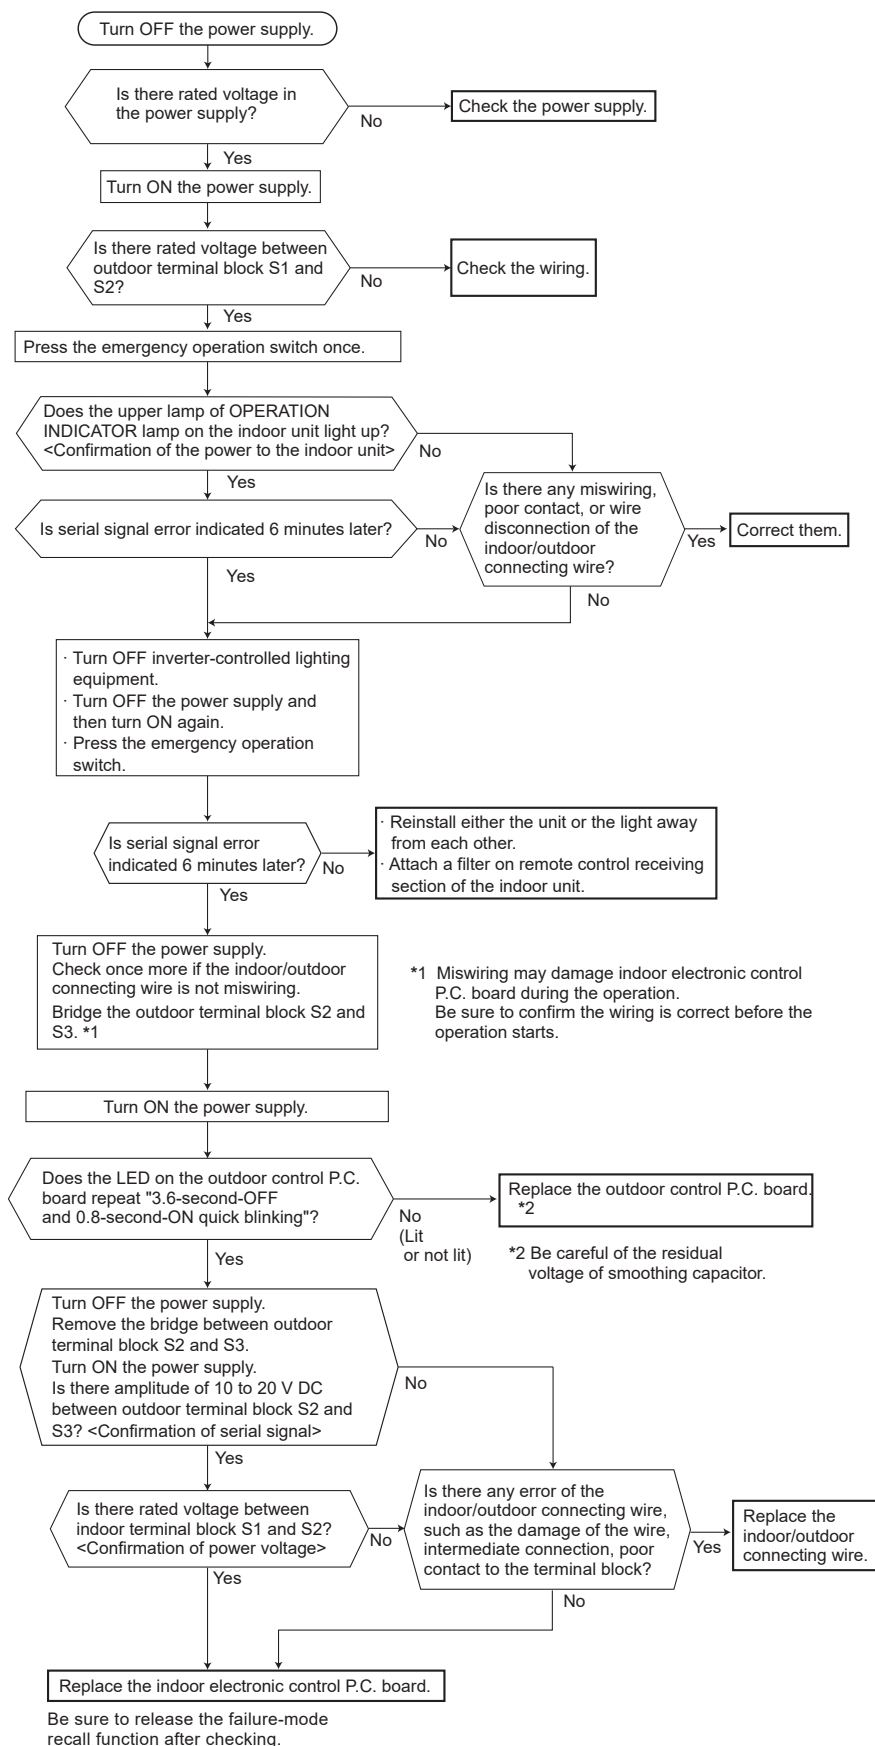 Turn OFF the power supply.
Is there rated voltage in
the power supply?
No
Check the power supply.
Yes
Turn ON the power supply.
Is there rated voltage between
outdoor terminal block S1 and
S2?
No
Check the wiring.
Yes
Press the emergency operation switch once.
Does the upper lamp of OPERATION
INDICATOR lamp on the indoor unit light up?
<Confirmation of the power to the indoor unit>
No
Yes
Is there any miswiring,
poor contact, or wire
disconnection of the
indoor/outdoor
connecting wire?
Yes
Correct them.
Is serial signal error indicated 6 minutes later?
No
Yes
No
· Turn OFF inverter-controlled lighting
equipment.
· Turn OFF the power supply and
then turn ON again.
· Press the emergency operation
switch.
Is serial signal error
indicated 6 minutes later?
No
· Reinstall either the unit or the light away
from each other.
· Attach a filter on remote control receiving
section of the indoor unit.
Yes
Turn OFF the power supply.
Check once more if the indoor/outdoor
connecting wire is not miswiring.
Bridge the outdoor terminal block S2 and
S3. *1
*1 Miswiring may damage indoor electronic control
P.C. board during the operation.
Be sure to confirm the wiring is correct before the
operation starts.
Turn ON the power supply.
Does the LED on the outdoor control P.C.
board repeat "3.6-second-OFF
and 0.8-second-ON quick blinking"?
No
(Lit
or not lit)
Replace the outdoor control P.C. board.
*2
*2 Be careful of the residual
voltage of smoothing capacitor.
Yes
Turn OFF the power supply.
Remove the bridge between outdoor
terminal block S2 and S3.
Turn ON the power supply.
Is there amplitude of 10 to 20 V DC
between outdoor terminal block S2 and
S3? <Confirmation of serial signal>
No
Yes
Is there rated voltage between
indoor terminal block S1 and S2?
<Confirmation of power voltage>
No
Is there any error of the
indoor/outdoor connecting wire,
such as the damage of the wire,
intermediate connection, poor
contact to the terminal block?
Yes
Replace the
indoor/outdoor
connecting wire.
Yes
No
Replace the indoor electronic control P.C. board.
Be sure to release the failure-mode
recall function after checking.